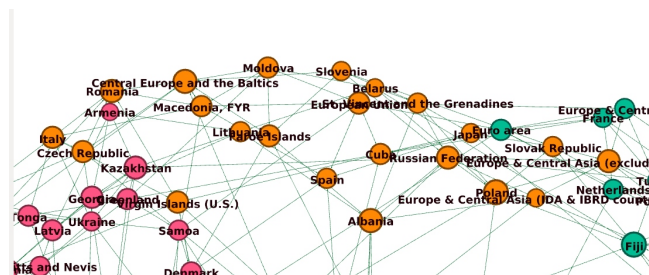 Moldova
Slovenia
Central Europe and the Baltics
Romania
Belarus
Armenia
Macedonia, FYR
European Union
St. Vincent and the Grenadines
Europe & Centr
France
Lithuania
Faroe Islands
Japan
Euro area
Italy
Czech Republic
Cuba
Russian Federation
Slovak Republic
Europe & Central Asia (exclud
Kazakhstan
Spain
Poland
Netherlands
Georgia
Greenland
Virgin Islands (U.S.)
Europe & Central Asia (IDA & IBRD count
Tonga
Ukraine
Latvia
Samoa
Albania
Fiji
and Nevis
Denmark